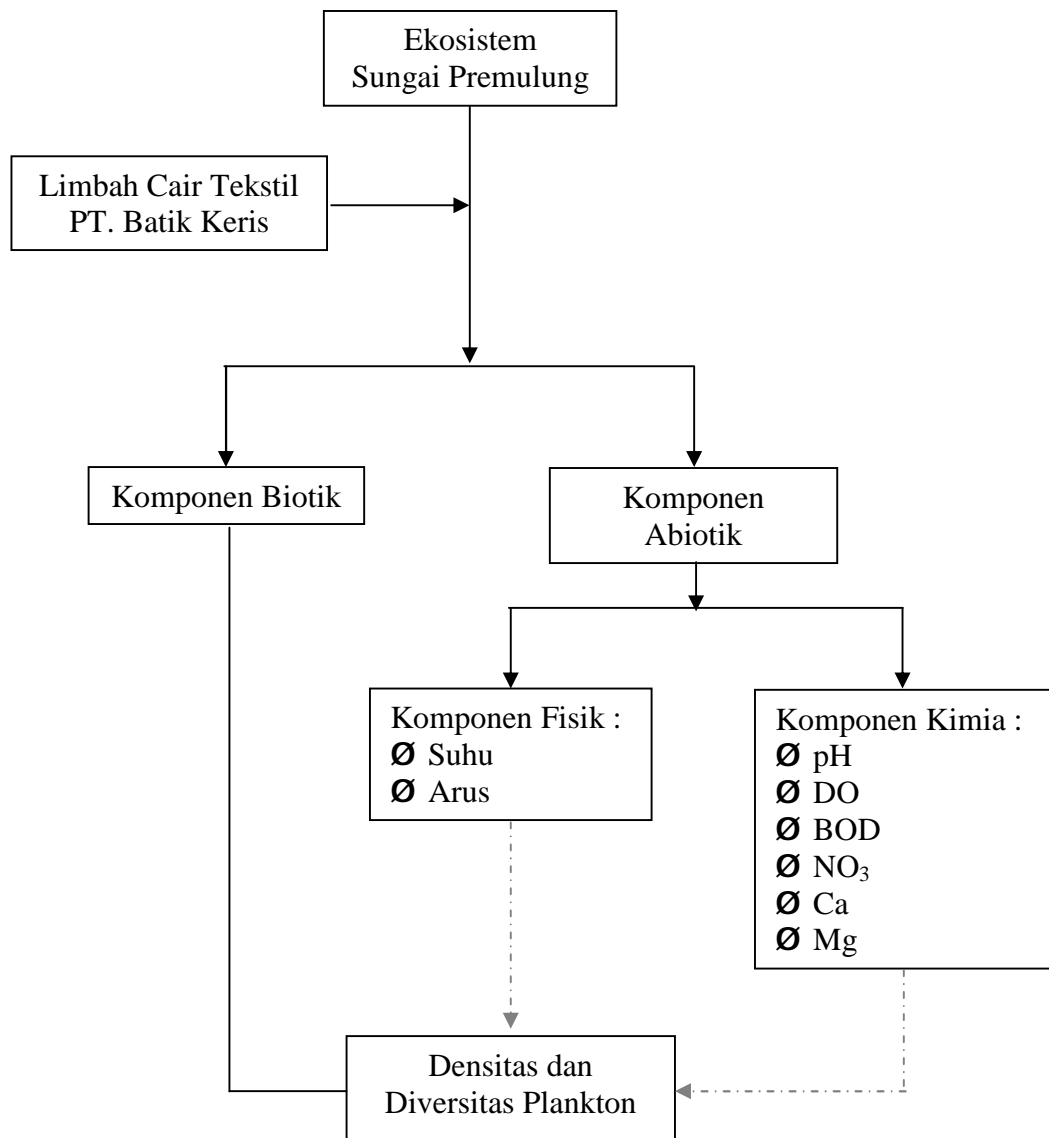 Ekosistem
Sungai Premulung
Limbah Cair Tekstil
PT. Batik Keris
Komponen Biotik
Komponen
Abiotik
Komponen Fisik :
Ø Suhu
Ø Arus
Komponen Kimia :
Ø pH
Ø DO
Ø BOD
Ø NO₃
Ø Ca
Ø Mg
Densitas dan
Diversitas Plankton